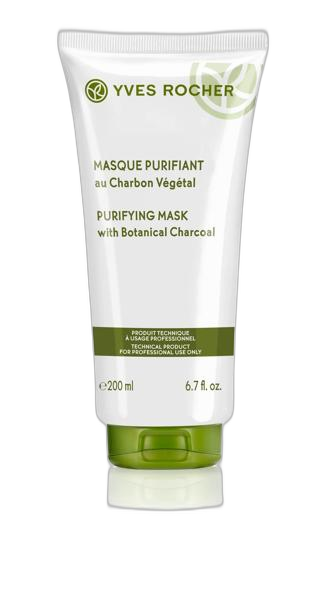 YVES ROCHER
MASQUE PURIFIANT
au Charbon Végétal
PURIFYING MASK
with Botanical Charcoal
PRODUIT TECHNIQUE
À USAGE PROFESSIONNEL
TECHNICAL PRODUCT
FOR PROFESSIONAL USE ONLY
℮200 ml 6.7 fl. oz.